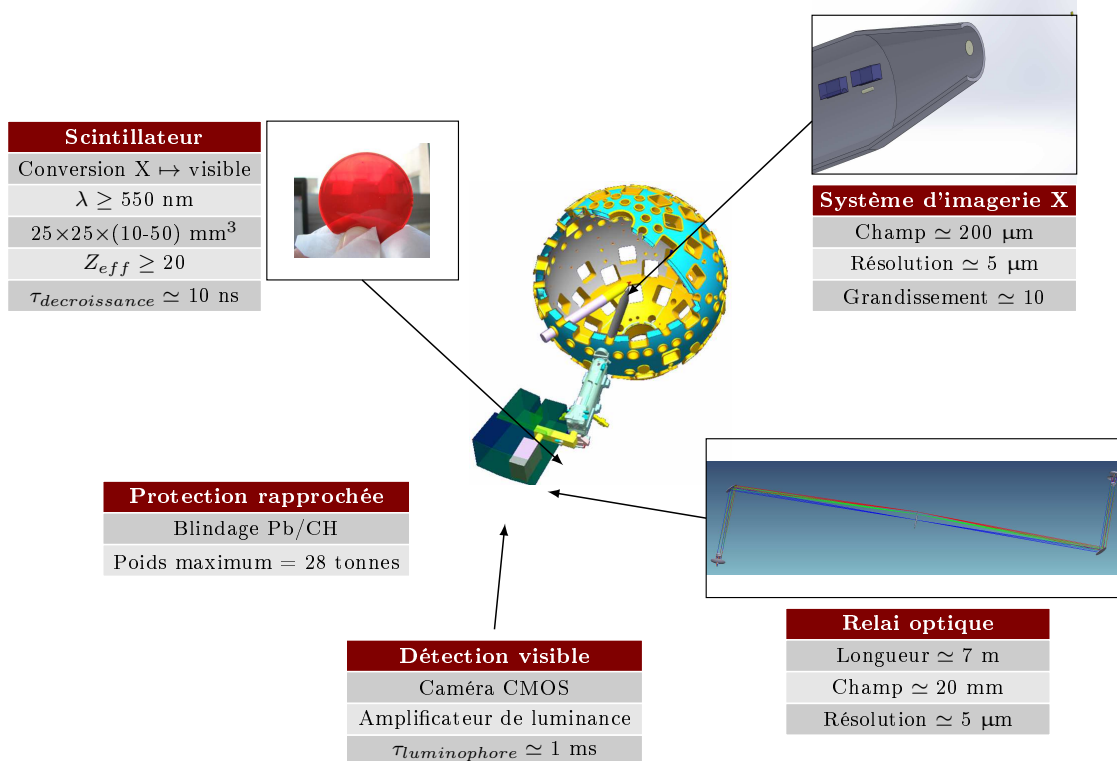 Scintillateur
Conversion X ↦ visible
λ ≥ 550 nm
25×25×(10-50) mm³
Z_eff ≥ 20
τ_decroissance ≃ 10 ns
Système d'imagerie X
Champ ≃ 200 µm
Résolution ≃ 5 µm
Grandissement ≃ 10
Protection rapprochée
Blindage Pb/CH
Poids maximum = 28 tonnes
Détection visible
Caméra CMOS
Amplificateur de luminance
τ_luminophore ≃ 1 ms
Relai optique
Longueur ≃ 7 m
Champ ≃ 20 mm
Résolution ≃ 5 µm